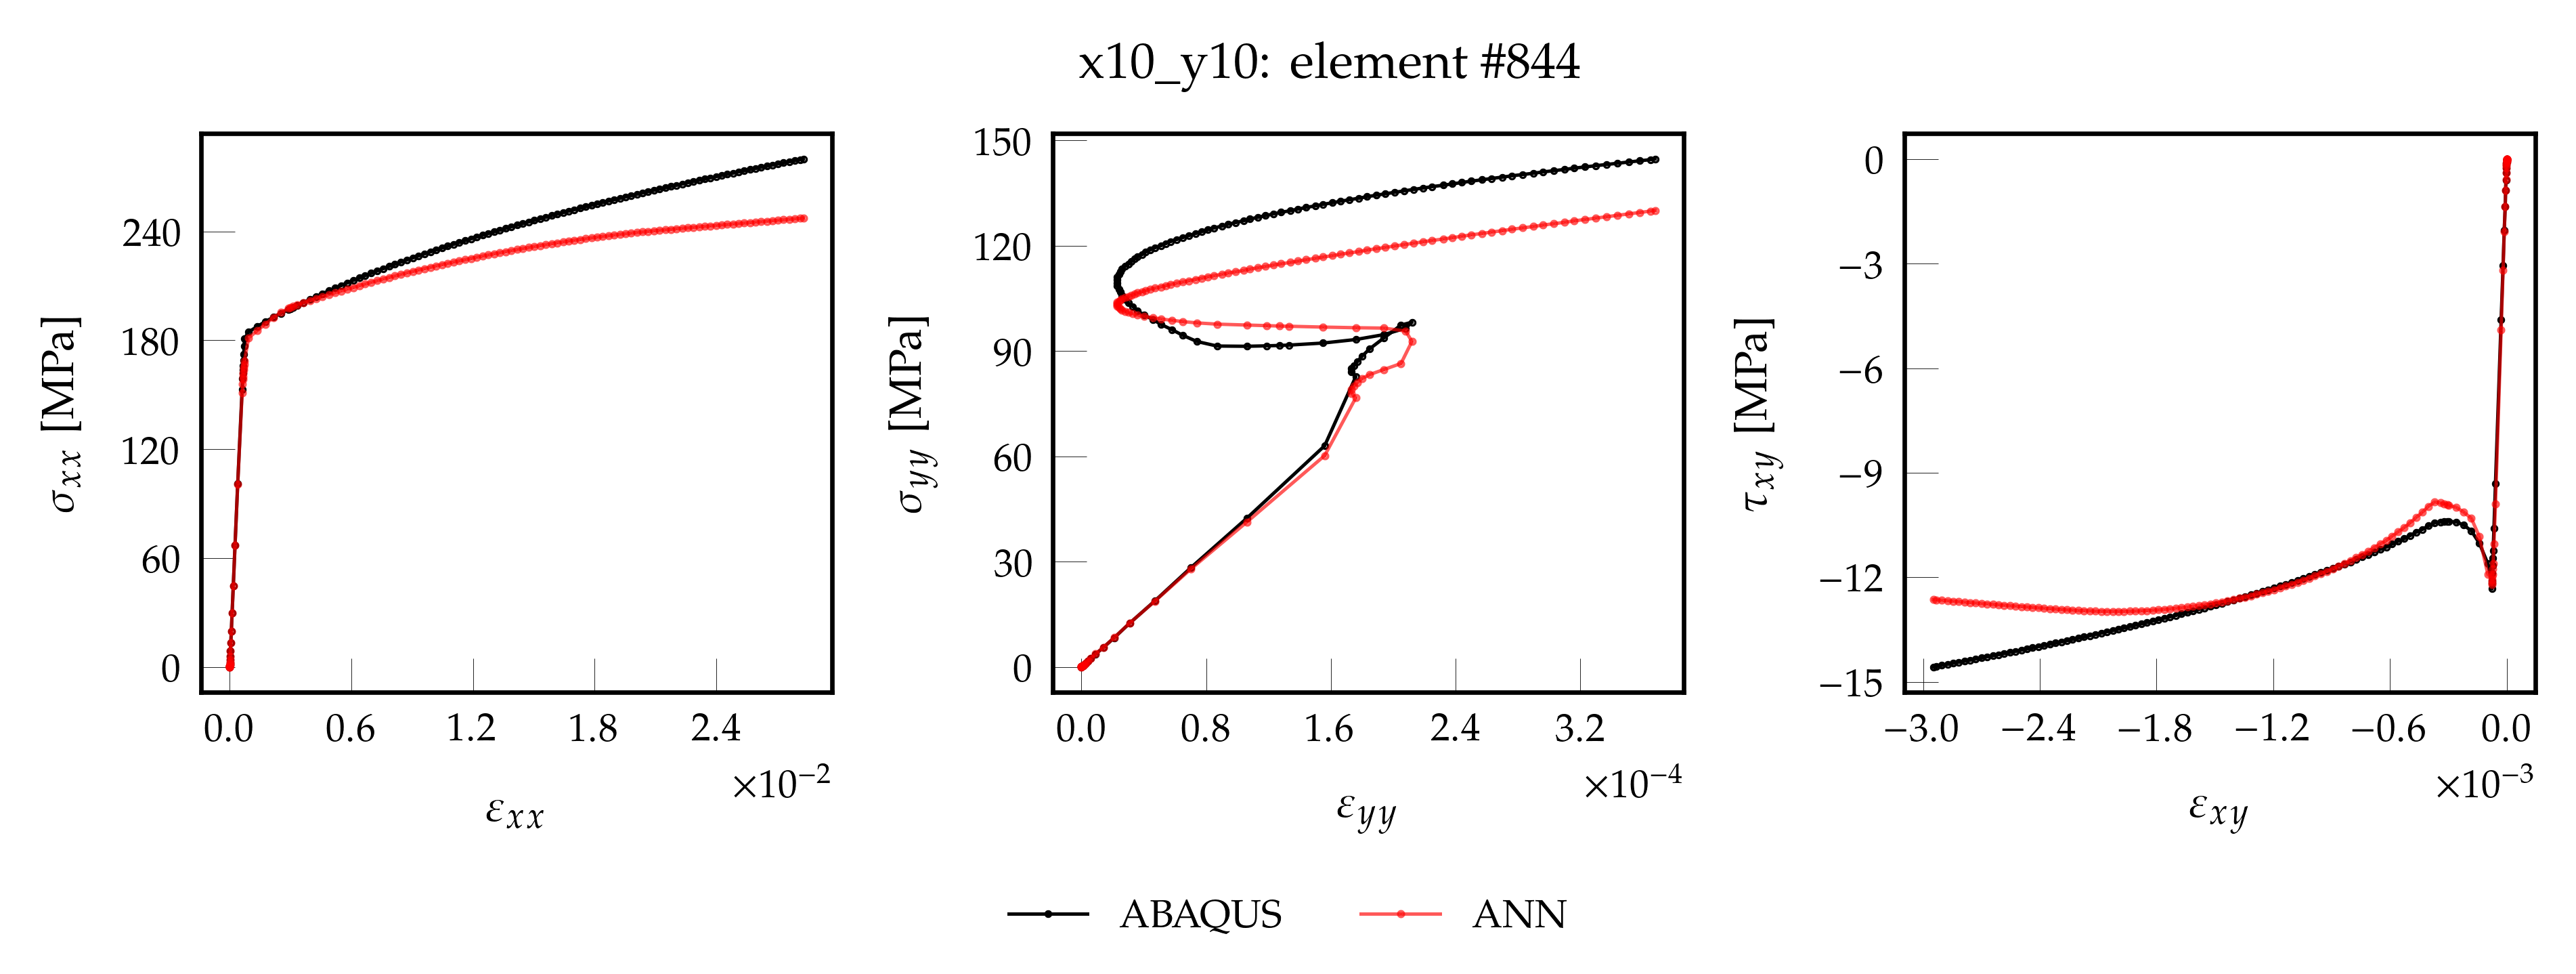 x10_y10: element #844
σxx [MPa]
240
180
120
60
0
0.0 0.6 1.2 1.8 2.4
×10−2
εxx
σyy [MPa]
150
120
90
60
30
0
0.0 0.8 1.6 2.4 3.2
×10−4
εyy
τxy [MPa]
0
−3
−6
−9
−12
−15
−3.0 −2.4 −1.8 −1.2 −0.6 0.0
×10−3
εxy
ABAQUS ANN